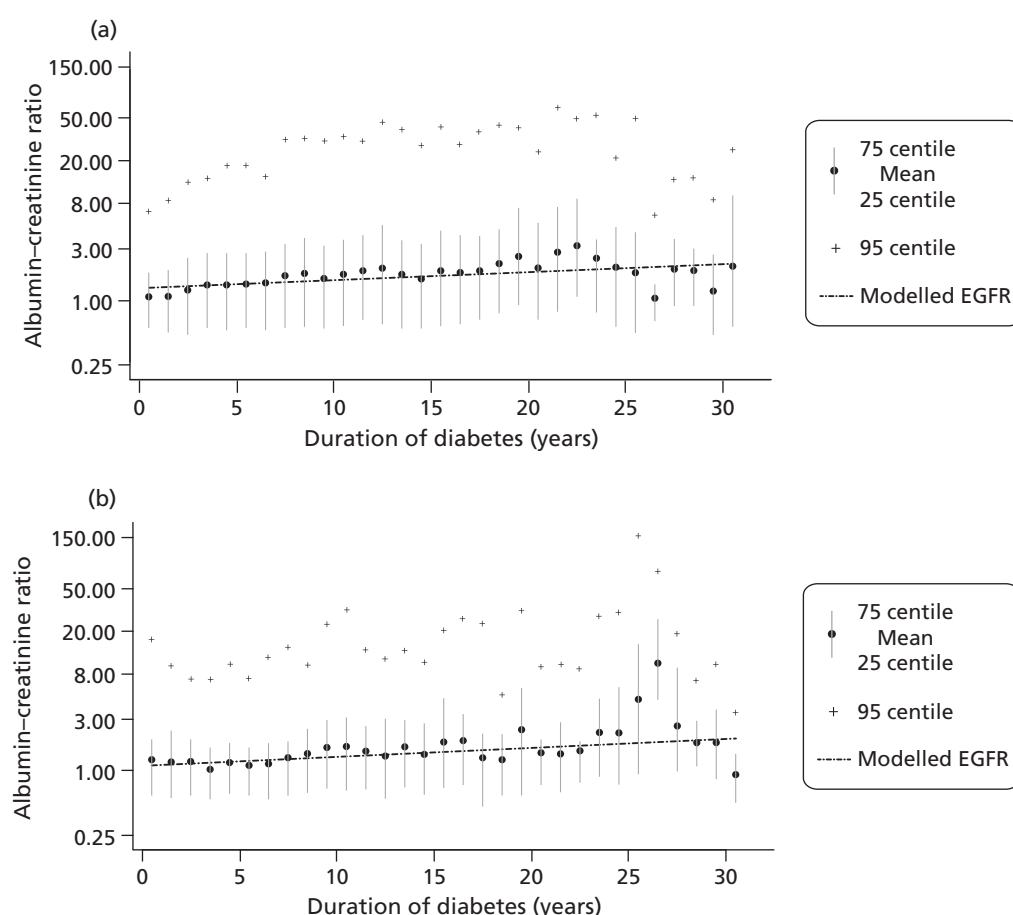 (a)
150.00
50.00
20.00
8.00
3.00
1.00
0.25
Albumin–creatinine ratio
0 5 10 15 20 25 30
Duration of diabetes (years)
75 centile
Mean
25 centile
95 centile
Modelled EGFR
(b)
150.00
50.00
20.00
8.00
3.00
1.00
0.25
Albumin–creatinine ratio
0 5 10 15 20 25 30
Duration of diabetes (years)
75 centile
Mean
25 centile
95 centile
Modelled EGFR